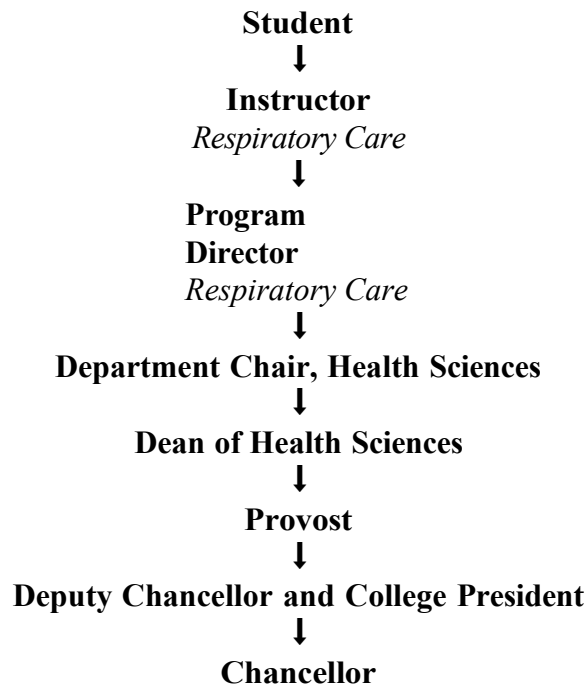 Student
Instructor
Respiratory Care
Program
Director
Respiratory Care
Department Chair, Health Sciences
Dean of Health Sciences
Provost
Deputy Chancellor and College President
Chancellor